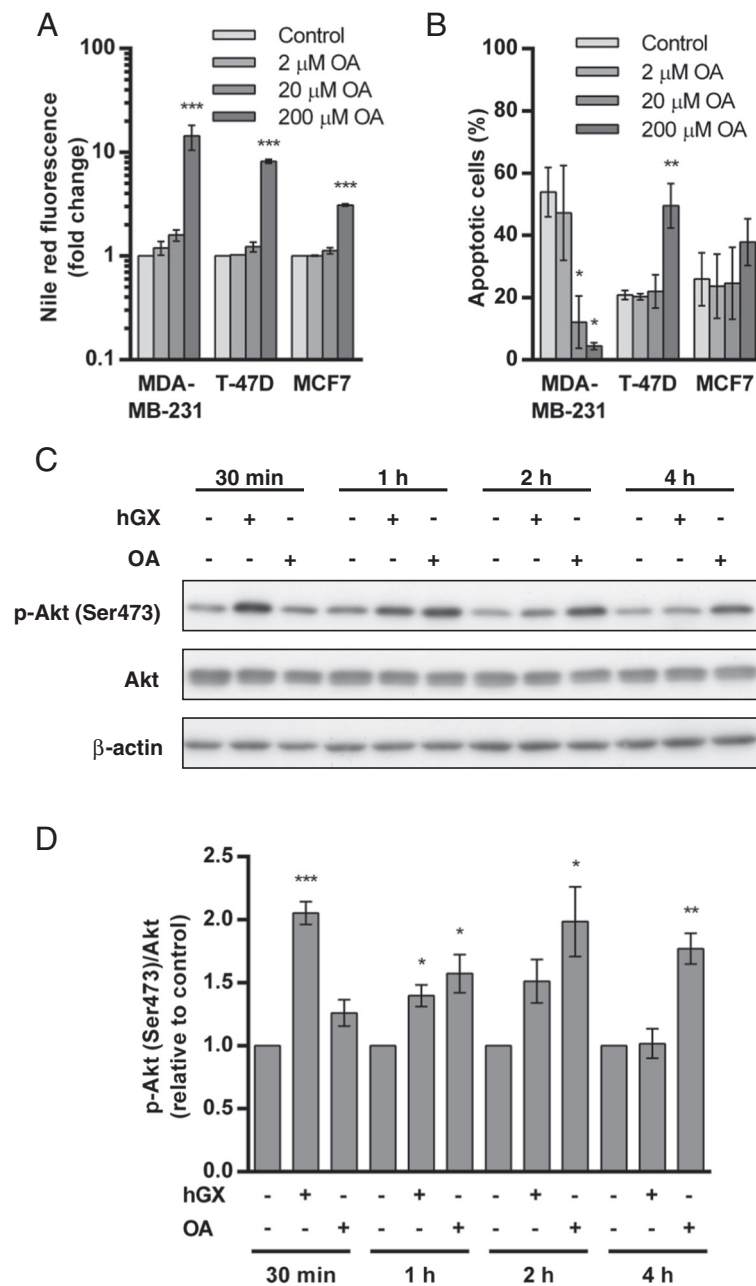 A
Nile red fluorescence
(fold change)
100
10
1
0.1
Control
2 μM OA
20 μM OA
200 μM OA
***
***
***
MDA-
MB-231
T-47D
MCF7
B
Apoptotic cells (%)
100
80
60
40
20
0
Control
2 μM OA
20 μM OA
200 μM OA
*
*
**
MDA-
MB-231
T-47D
MCF7
C
30 min 1 h 2 h 4 h
hGX - + - - + - - + - - + -
OA - - + - - + - - + - - +
p-Akt (Ser473)
Akt
β-actin
D
p-Akt (Ser473)/Akt
(relative to control)
2.5
2.0
1.5
1.0
0.5
0.0
***
*
*
*
**
hGX - + - - + - - + - - + -
OA - - + - - + - - + - - +
30 min 1 h 2 h 4 h